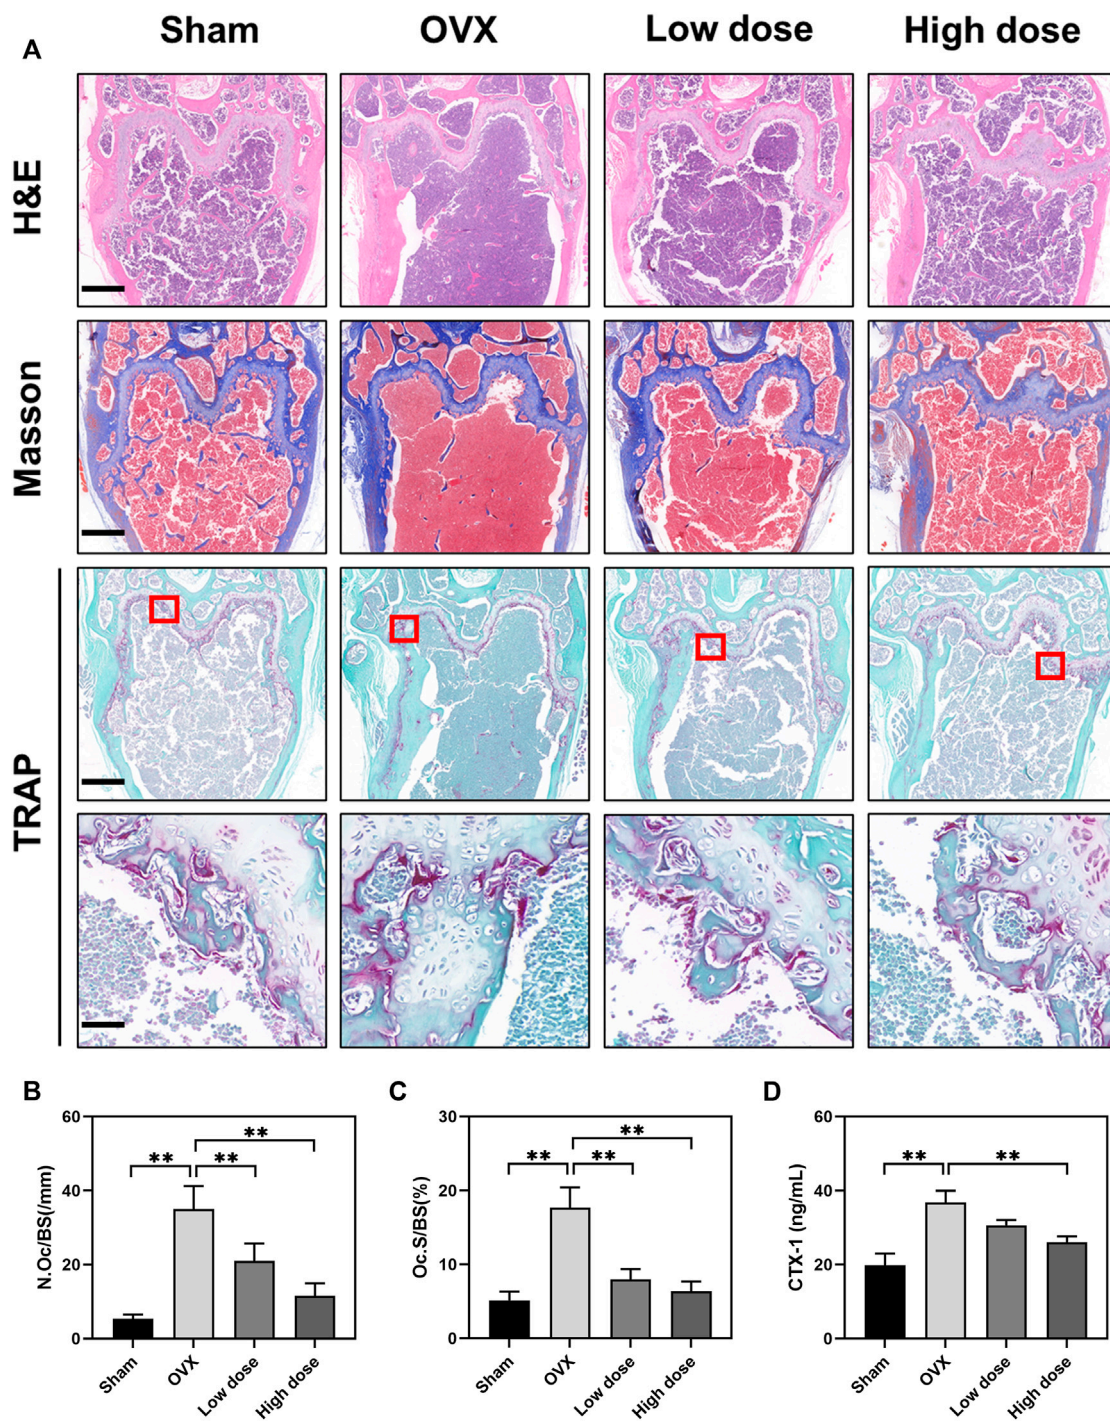 A
Sham
OVX
Low dose
High dose
H&E
Masson
TRAP
B
60
40
20
0
N.Oc/BS(/mm)
**
**
**
Sham
OVX
Low dose
High dose
C
30
20
10
0
Oc.S/BS(%)
**
**
**
Sham
OVX
Low dose
High dose
D
60
40
20
0
CTX-1 (ng/mL)
**
**
Sham
OVX
Low dose
High dose